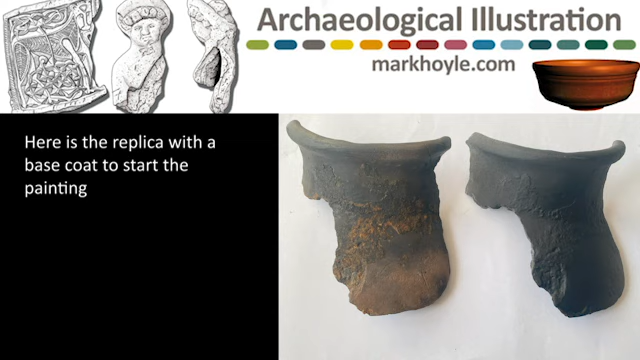 Archaeological Illustration
markhoyle.com
Here is the replica with a
base coat to start the
painting